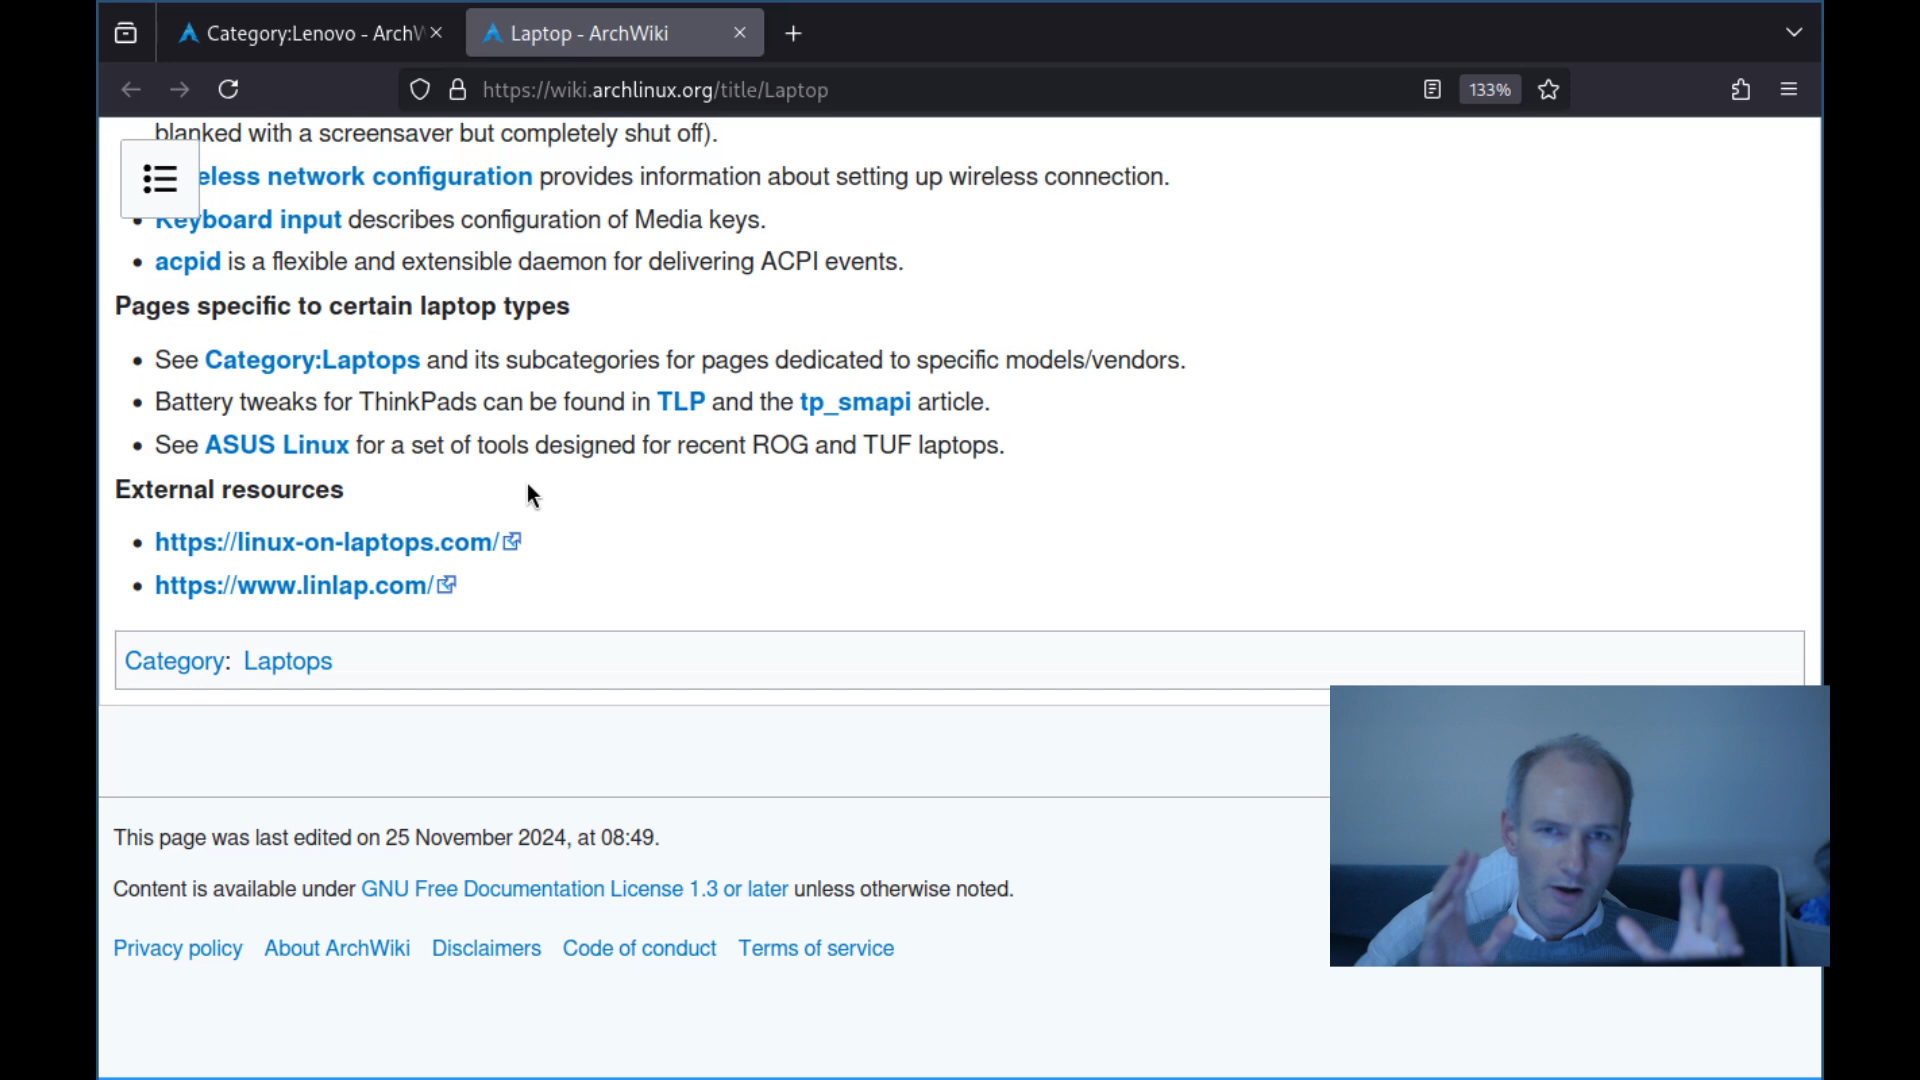 Category:Lenovo - ArchW
Laptop - ArchWiki
https://wiki.archlinux.org/title/Laptop
133%
blanked with a screensaver but completely shut off).
eless network configuration provides information about setting up wireless connection.
Keyboard input describes configuration of Media keys.
acpid is a flexible and extensible daemon for delivering ACPI events.
Pages specific to certain laptop types
See Category:Laptops and its subcategories for pages dedicated to specific models/vendors.
Battery tweaks for ThinkPads can be found in TLP and the tp_smapi article.
See ASUS Linux for a set of tools designed for recent ROG and TUF laptops.
External resources
https://linux-on-laptops.com/
https://www.linlap.com/
Category: Laptops
This page was last edited on 25 November 2024, at 08:49.
Content is available under GNU Free Documentation License 1.3 or later unless otherwise noted.
Privacy policy About ArchWiki Disclaimers Code of conduct Terms of service